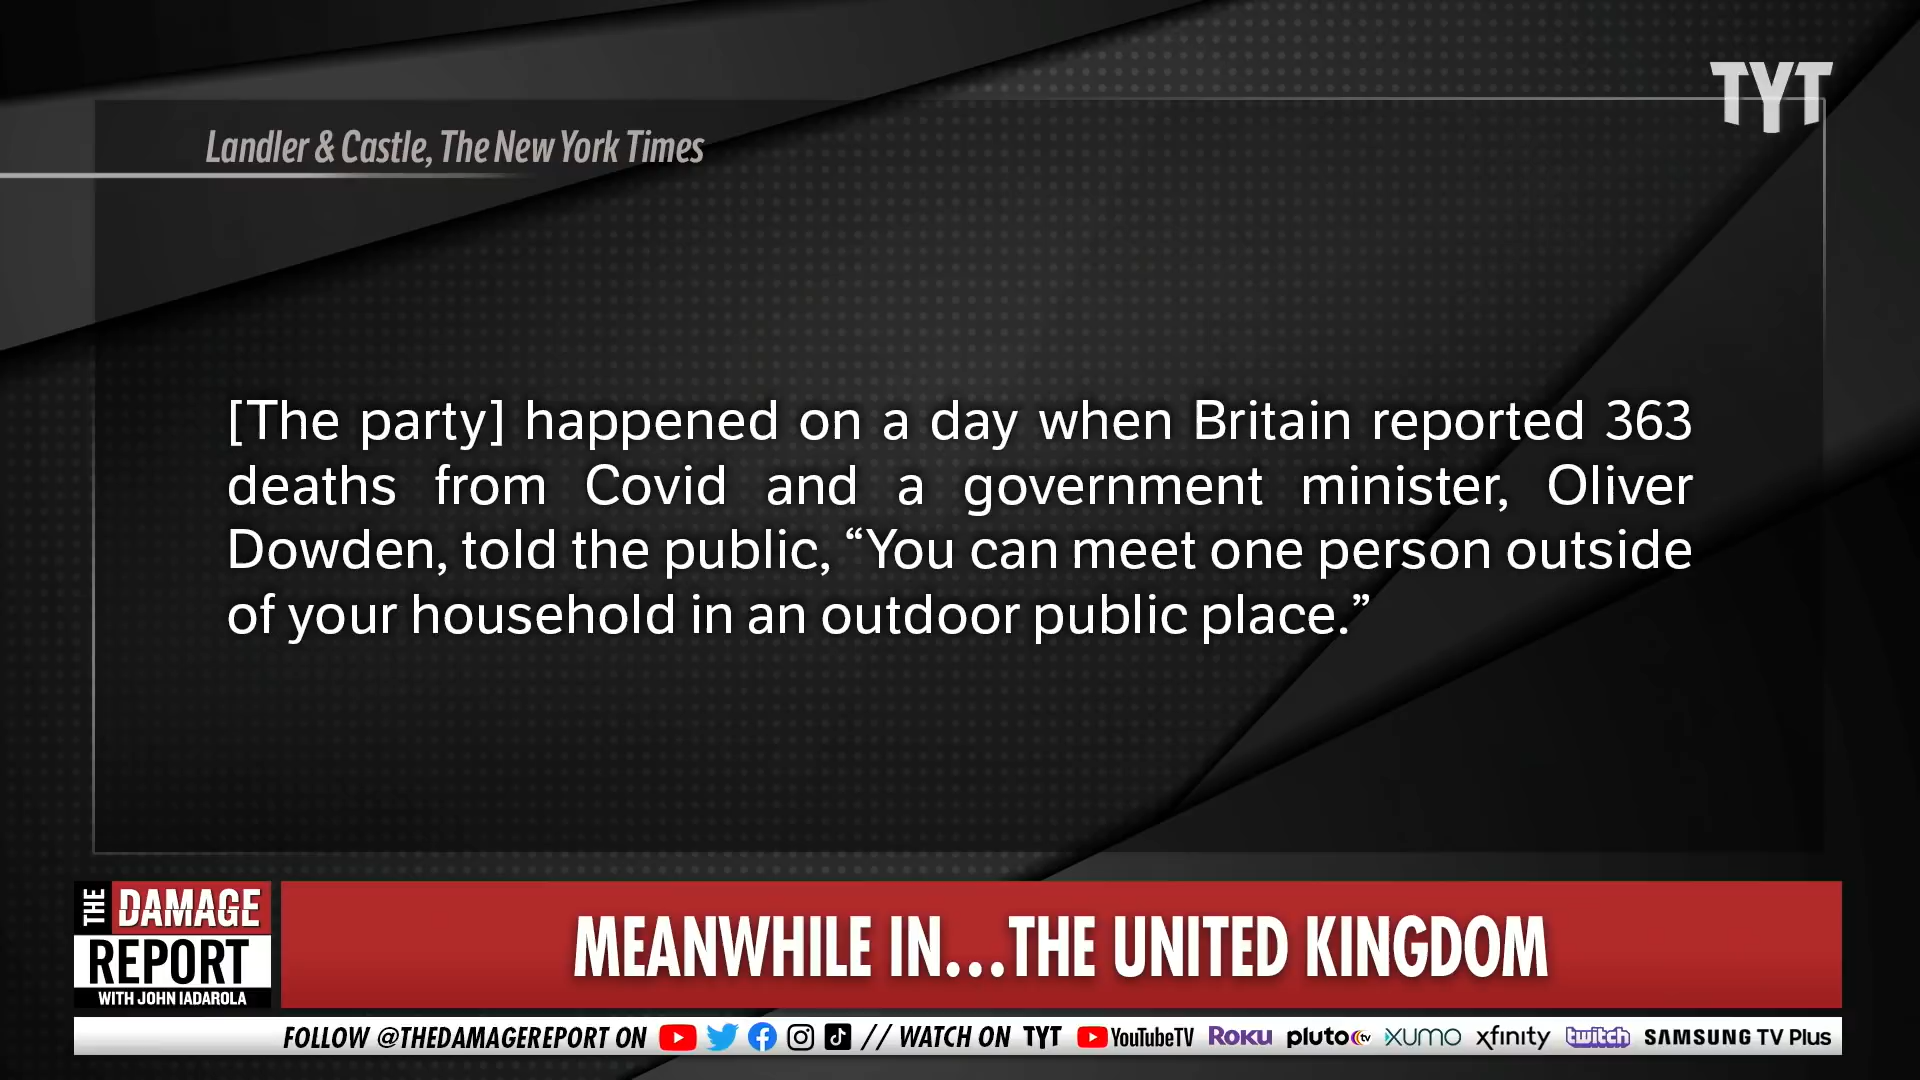 TYT
Landler & Castle, The New York Times
[The party] happened on a day when Britain reported 363
deaths from Covid and a government minister, Oliver
Dowden, told the public, “You can meet one person outside
of your household in an outdoor public place.”
THE DAMAGE
REPORT
WITH JOHN IADAROLA
MEANWHILE IN...THE UNITED KINGDOM
FOLLOW @THEDAMAGEREPORT ON // WATCH ON TYT YouTubeTV Roku pluto tv xumo xfinity twitch SAMSUNG TV Plus